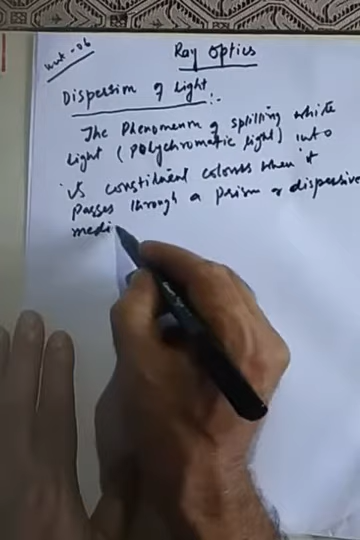 unit-06
Ray Optics
Dispersion of light:-
The Phenomenon of splitting white
light (Polychromatic light) into
its constituent colours when it
passes through a prism or dispersive
medi